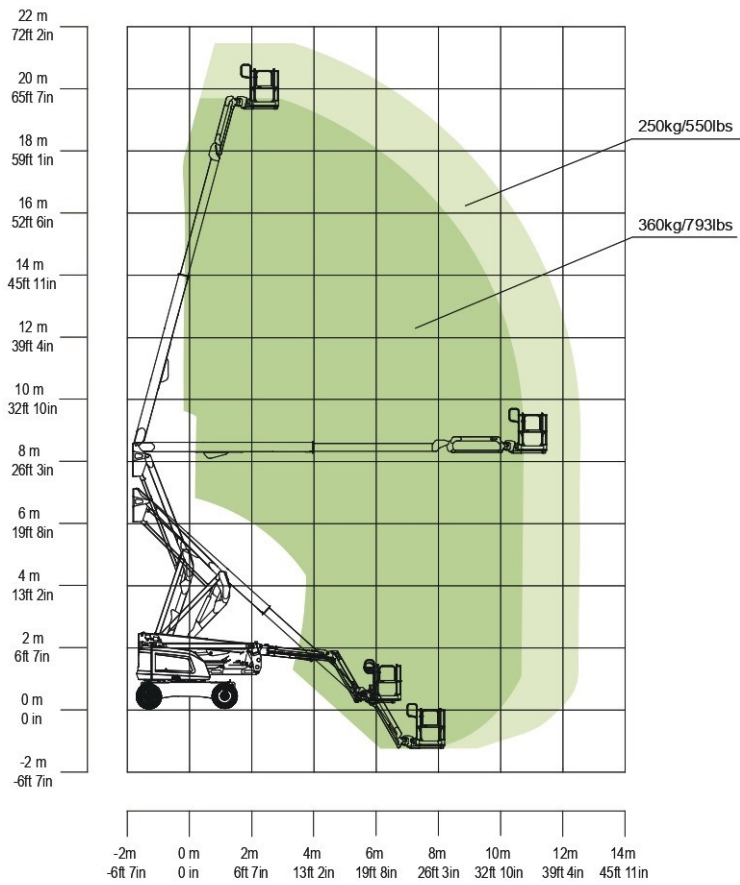 22 m
72ft 2in
20 m
65ft 7in
18 m
59ft 1in
16 m
52ft 6in
14 m
45ft 11in
12 m
39ft 4in
10 m
32ft 10in
8 m
26ft 3in
6 m
19ft 8in
4 m
13ft 2in
2 m
6ft 7in
0 m
0 in
-2 m
-6ft 7in
250kg/550lbs
360kg/793lbs
-2m 0 m 2m 4m 6m 8m 10m 12m 14m
-6ft 7in 0 in 6ft 7in 13ft 2in 19ft 8in 26ft 3in 32ft 10in 39ft 4in 45ft 11in